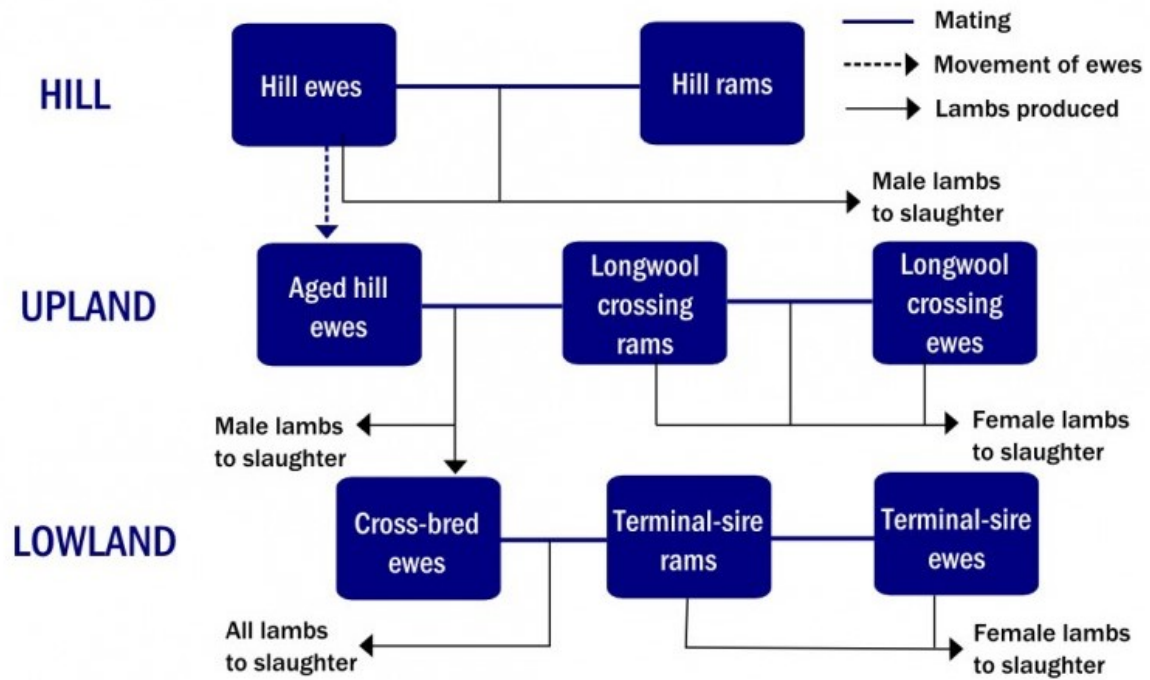 Mating
Movement of ewes
Lambs produced
HILL
Hill ewes
Hill rams
Male lambs
to slaughter
UPLAND
Aged hill
ewes
Longwool
crossing
rams
Longwool
crossing
ewes
Male lambs
to slaughter
Female lambs
to slaughter
LOWLAND
Cross-bred
ewes
Terminal-sire
rams
Terminal-sire
ewes
All lambs
to slaughter
Female lambs
to slaughter